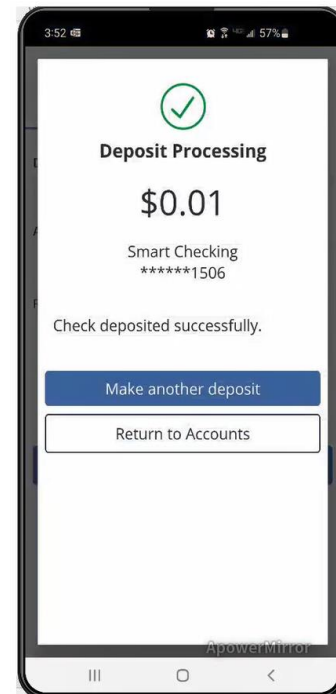 3:52
57%
Deposit Processing
$0.01
Smart Checking
******1506
Check deposited successfully.
Make another deposit
Return to Accounts
ApowerMirror